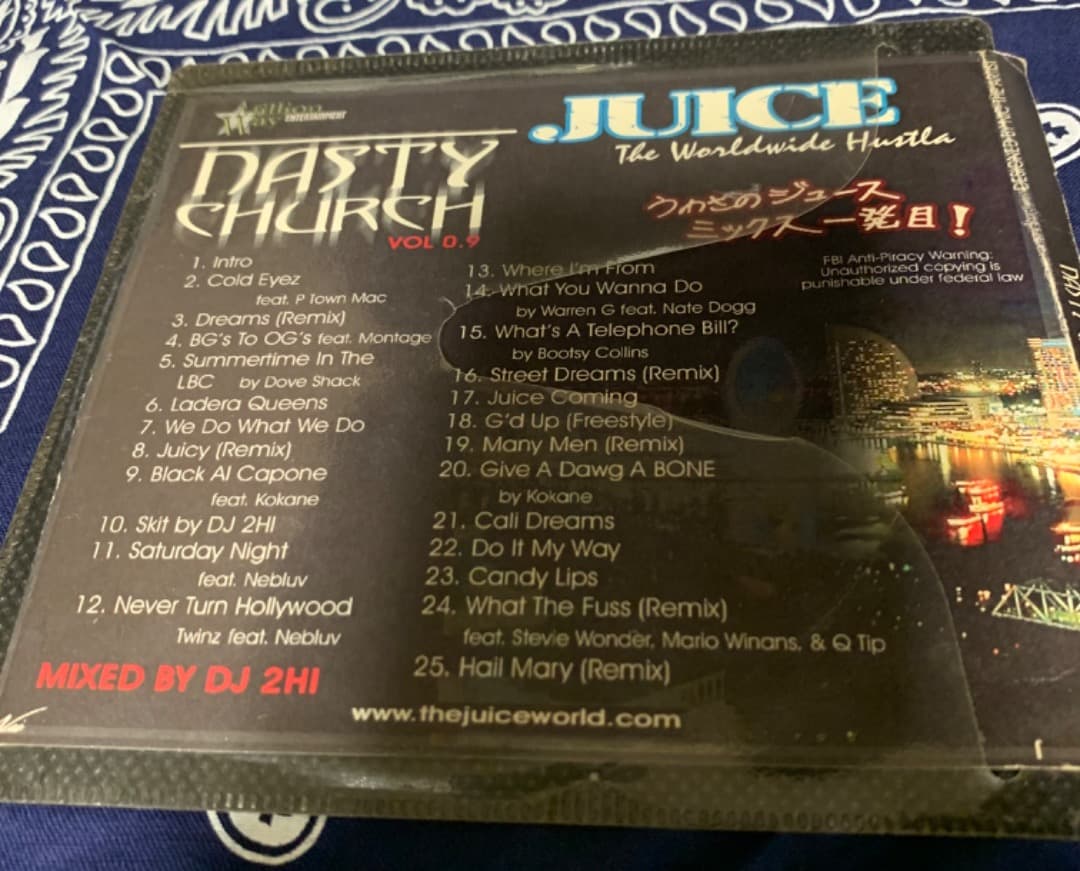 ENTERTAINMENT
JUICE
The Worldwide Hustla
NASTY
CHURCH
VOL 0.9
うわさのジュース
ミックス一発目!
FBI Anti-Piracy Warning:
Unauthorized copying is
punishable under federal law
1. Intro
2. Cold Eyez
feat. P Town Mac
3. Dreams (Remix)
4. BG's To OG's feat. Montage
5. Summertime In The
LBC by Dove Shack
6. Ladera Queens
7. We Do What We Do
8. Juicy (Remix)
9. Black Al Capone
feat. Kokane
10. Skit by DJ 2HI
11. Saturday Night
feat. Nebluv
12. Never Turn Hollywood
Twinz feat. Nebluv
MIXED BY DJ 2HI
13. Where I'm From
14. What You Wanna Do
by Warren G feat. Nate Dogg
15. What's A Telephone Bill?
by Bootsy Collins
16. Street Dreams (Remix)
17. Juice Coming
18. G'd Up (Freestyle)
19. Many Men (Remix)
20. Give A Dawg A BONE
by Kokane
21. Cali Dreams
22. Do It My Way
23. Candy Lips
24. What The Fuss (Remix)
feat. Stevie Wonder, Mario Winans, & Q Tip
25. Hail Mary (Remix)
www.thejuiceworld.com